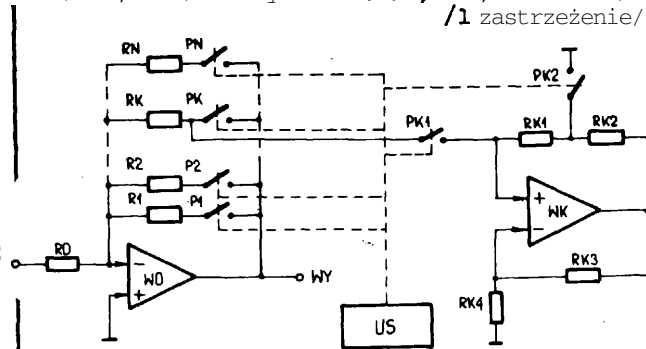 /1 zastrzeżenie/
RN PN
RK PK
PK2
PK1
RK1 RK2
R2 P2
R1 P1
+
WK
-
R0
-
WO
+
WY
RK3
RK4
US